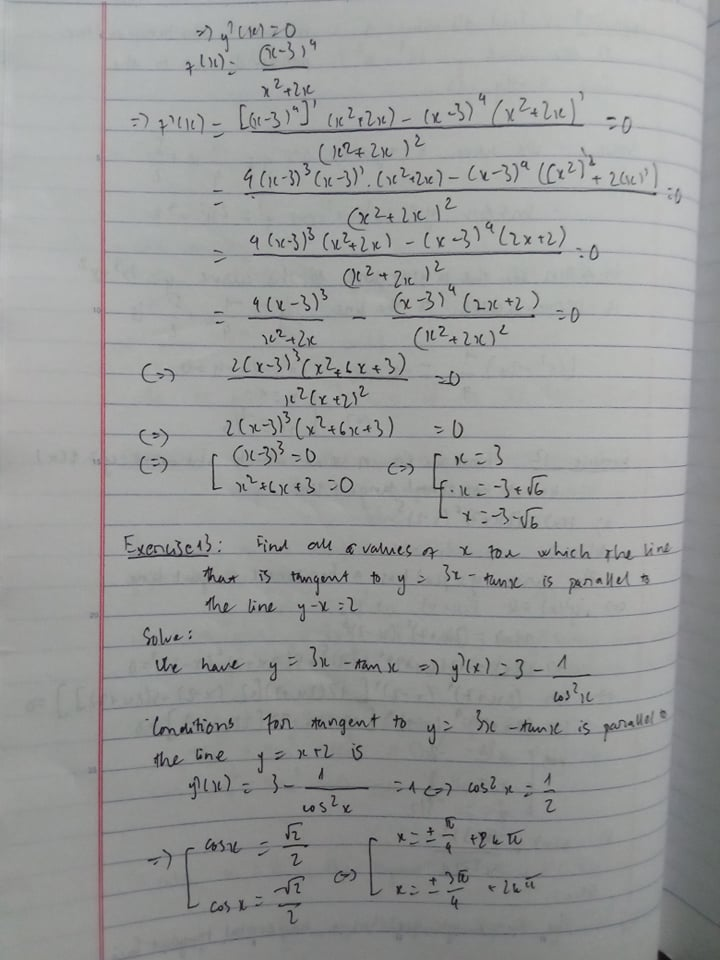 => y'(x) = 0
f(x) = (x-3)^4 / (x^2+2x)
=> f'(x) = [(x-3)^4]' (x^2+2x) - (x-3)^4 (x^2+2x)' / (x^2+2x)^2 = 0
= 4(x-3)^3 (x-3)' . (x^2+2x) - (x-3)^4 ((x^2)' + 2(x)') / (x^2+2x)^2 = 0
= 4(x-3)^3 (x^2+2x) - (x-3)^4 (2x+2) / (x^2+2x)^2 = 0
= 4(x-3)^3 / (x^2+2x) - (x-3)^4 (2x+2) / (x^2+2x)^2 = 0
<=> 2(x-3)^3 (x^2+6x+3) / x^2(x+2)^2 = 0
<=> 2(x-3)^3 (x^2+6x+3) = 0
<=> [ (x-3)^3 = 0 <=> [ x = 3
x^2+6x+3 = 0 x = -3+√6
x = -3-√6
Exercise 13: Find all values of x for which the line
that is tangent to y = 3x - tanx is parallel to
the line y-x=2
Solve:
We have y = 3x - tan x => y'(x) = 3 - 1/cos^2x
Conditions for tangent to y = 3x - tanx is parallel to
the line y = x+2 is
y'(x) = 3 - 1/cos^2 x = 1 <=> cos^2 x = 1/2
=> [ cosx = √2/2 <=> [ x = ± π/4 + 2kπ
cosx = √2/2 x = ± 3π/4 + 2kπ